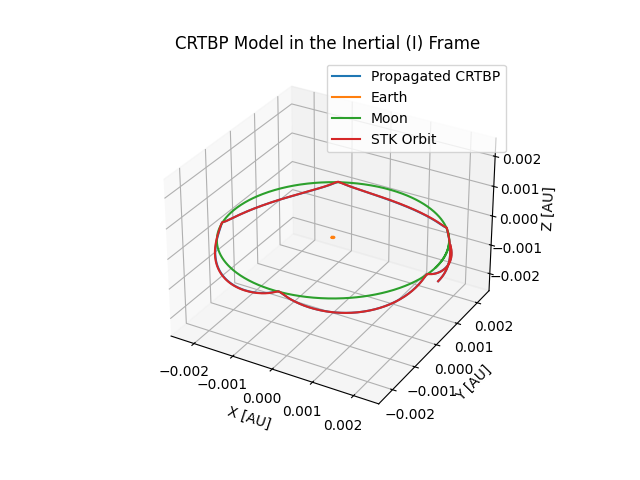 CRTBP Model in the Inertial (I) Frame
Propagated CRTBP
Earth
Moon
STK Orbit
0.002
0.001
0.000
−0.001
−0.002
Z [AU]
0.002
0.001
0.000
−0.001
−0.002
Y [AU]
−0.002
−0.001
0.000
0.001
0.002
X [AU]